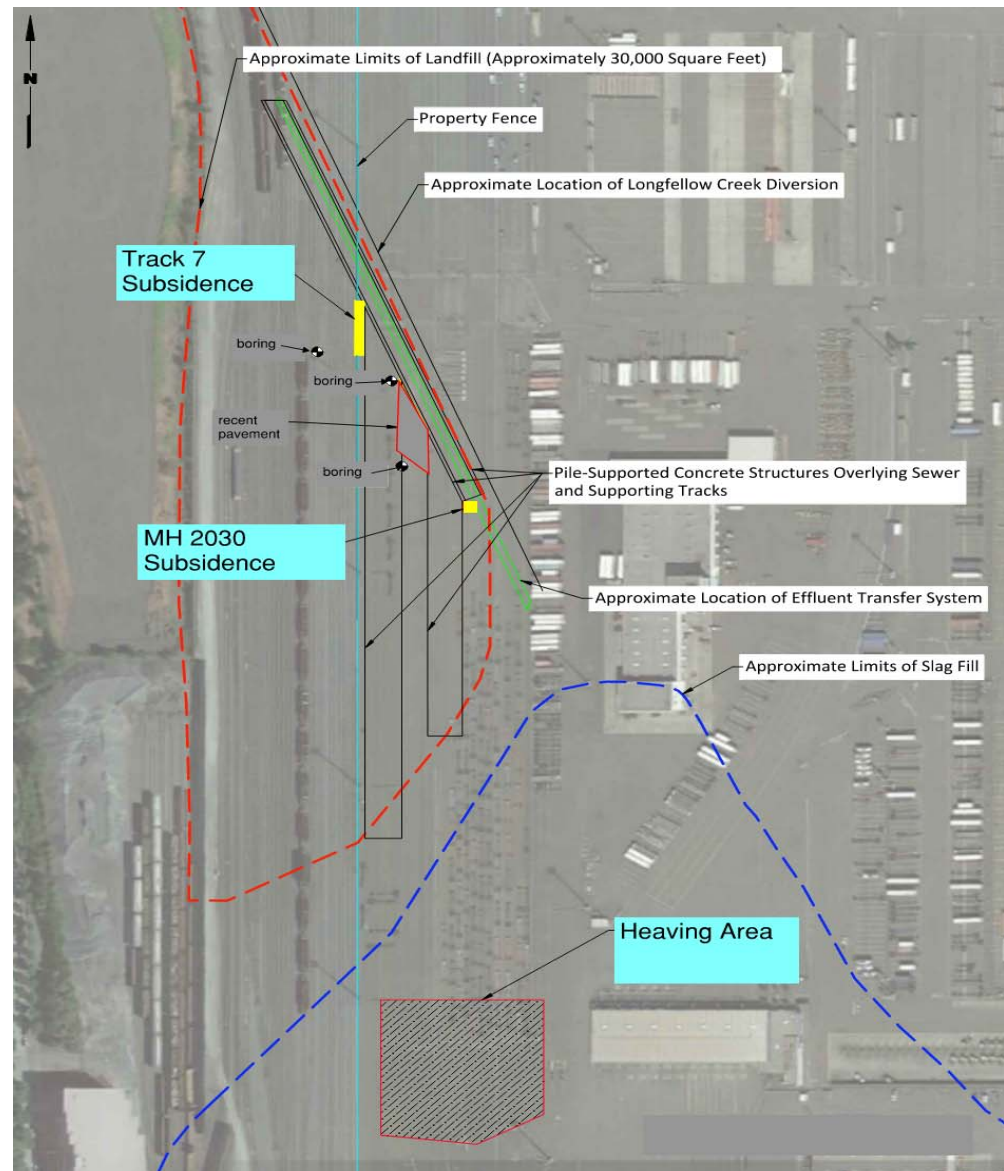 N
Approximate Limits of Landfill (Approximately 30,000 Square Feet)
Property Fence
Approximate Location of Longfellow Creek Diversion
Track 7
Subsidence
boring
boring
recent
pavement
boring
Pile-Supported Concrete Structures Overlying Sewer
and Supporting Tracks
MH 2030
Subsidence
Approximate Location of Effluent Transfer System
Approximate Limits of Slag Fill
Heaving Area